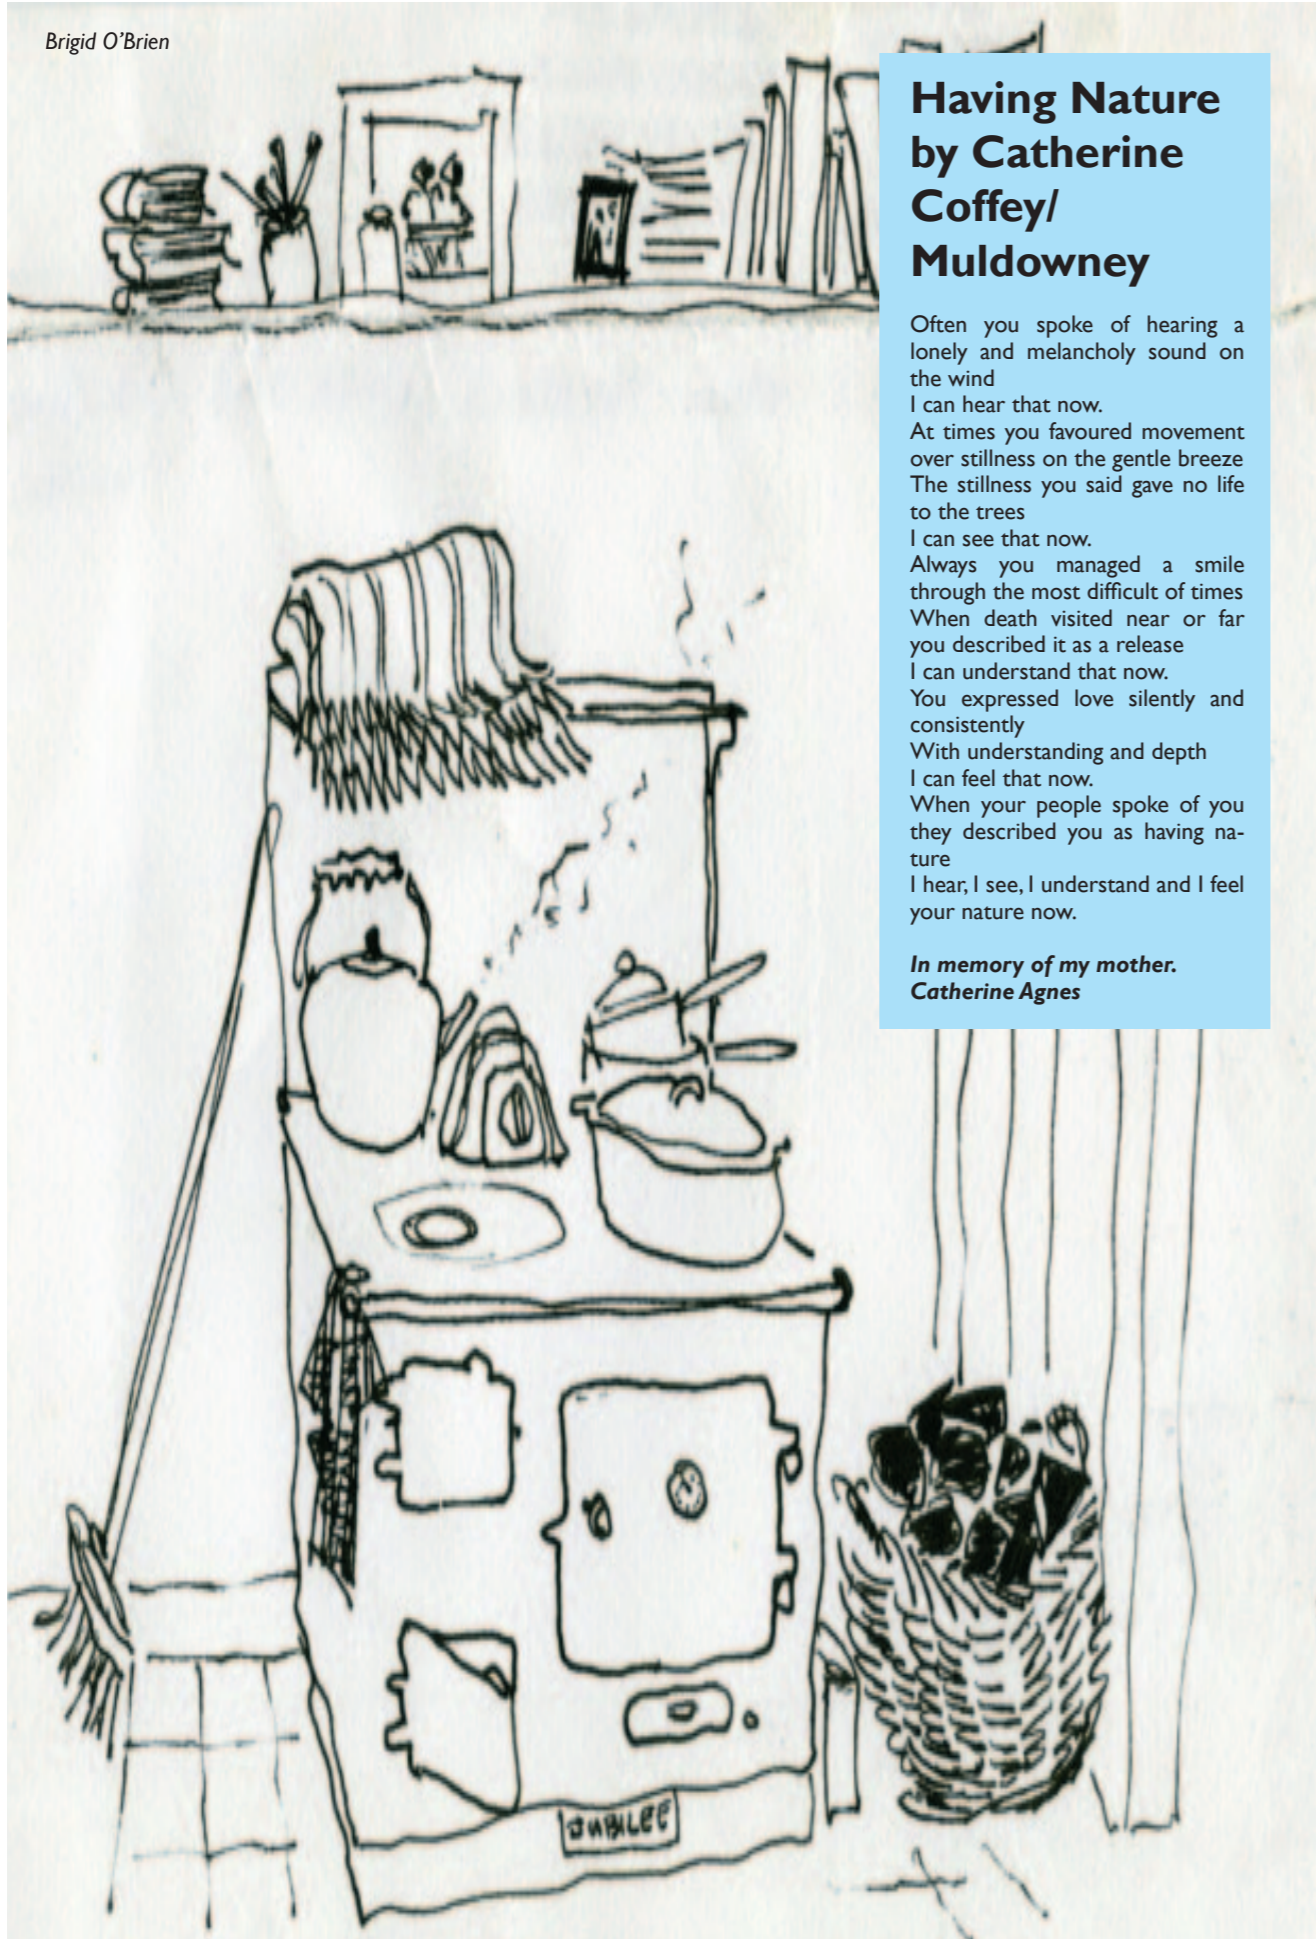 Brigid O’Brien
Having Nature
by Catherine
Coffey/
Muldowney
Often you spoke of hearing a
lonely and melancholy sound on
the wind
I can hear that now.
At times you favoured movement
over stillness on the gentle breeze
The stillness you said gave no life
to the trees
I can see that now.
Always you managed a smile
through the most difficult of times
When death visited near or far
you described it as a release
I can understand that now.
You expressed love silently and
consistently
With understanding and depth
I can feel that now.
When your people spoke of you
they described you as having na-
ture
I hear, I see, I understand and I feel
your nature now.
In memory of my mother.
Catherine Agnes
JUBILEE